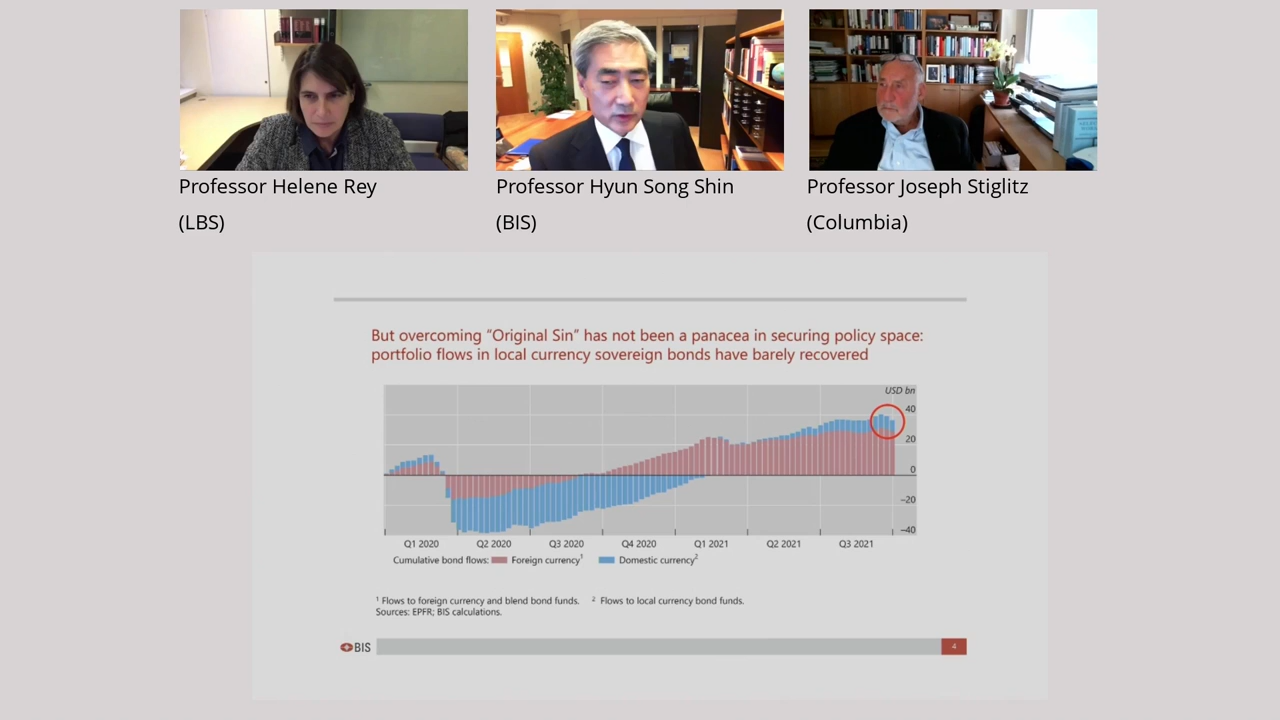 Professor Helene Rey
(LBS)
Professor Hyun Song Shin
(BIS)
Professor Joseph Stiglitz
(Columbia)
But overcoming “Original Sin” has not been a panacea in securing policy space:
portfolio flows in local currency sovereign bonds have barely recovered
USD bn
40
20
0
–20
–40
Q1 2020 Q2 2020 Q3 2020 Q4 2020 Q1 2021 Q2 2021 Q3 2021
Cumulative bond flows: Foreign currency¹ Domestic currency²
¹ Flows to foreign currency and blend bond funds. ² Flows to local currency bond funds.
Sources: EPFR; BIS calculations.
BIS
4